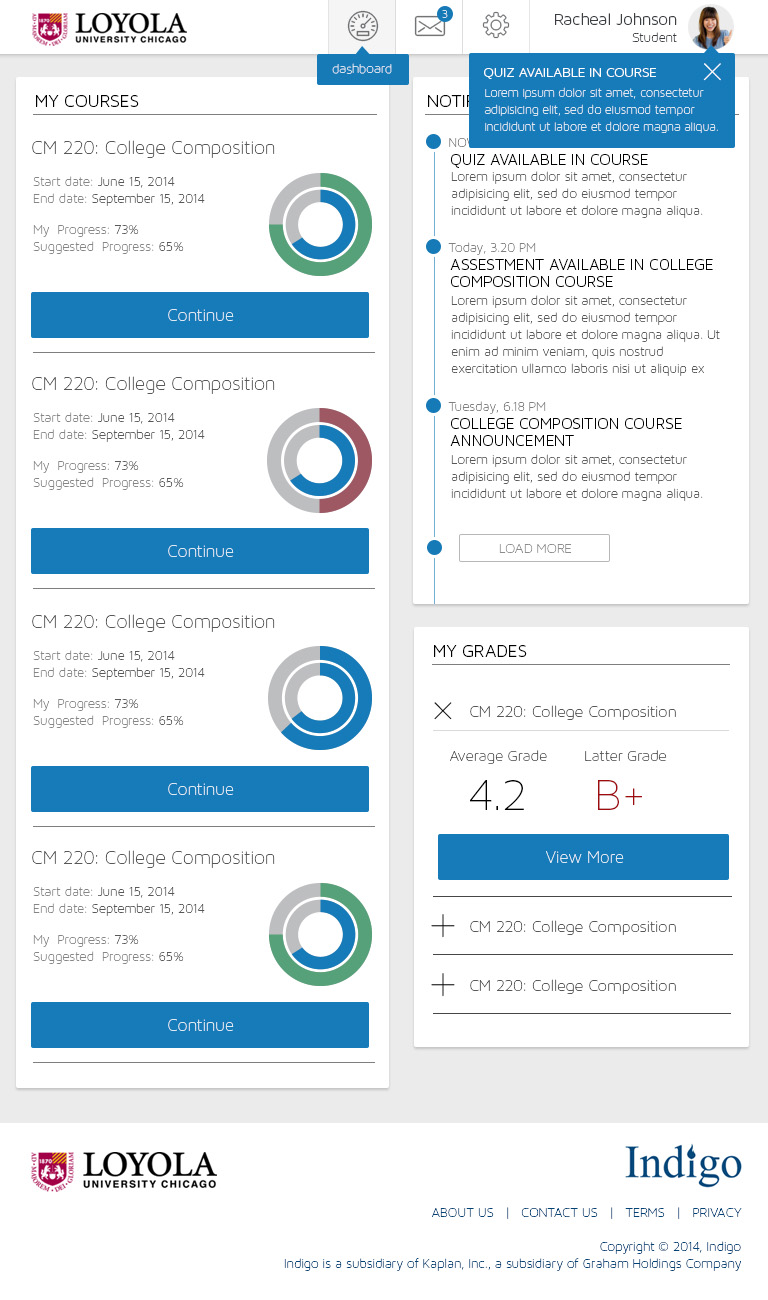 LOYOLA
UNIVERSITY CHICAGO
1870
3
Racheal Johnson
Student
dashboard
QUIZ AVAILABLE IN COURSE
Lorem ipsum dolor sit amet, consectetur
adipisicing elit, sed do eiusmod tempor
incididunt ut labore et dolore magna aliqua.
MY COURSES
CM 220: College Composition
Start date: June 15, 2014
End date: September 15, 2014
My Progress: 73%
Suggested Progress: 65%
Continue
CM 220: College Composition
Start date: June 15, 2014
End date: September 15, 2014
My Progress: 73%
Suggested Progress: 65%
Continue
CM 220: College Composition
Start date: June 15, 2014
End date: September 15, 2014
My Progress: 73%
Suggested Progress: 65%
Continue
CM 220: College Composition
Start date: June 15, 2014
End date: September 15, 2014
My Progress: 73%
Suggested Progress: 65%
Continue
QUIZ AVAILABLE IN COURSE
Lorem ipsum dolor sit amet, consectetur
adipisicing elit, sed do eiusmod tempor
incididunt ut labore et dolore magna aliqua.
Today, 3.20 PM
ASSESTMENT AVAILABLE IN COLLEGE
COMPOSITION COURSE
Lorem ipsum dolor sit amet, consectetur
adipisicing elit, sed do eiusmod tempor
incididunt ut labore et dolore magna aliqua. Ut
enim ad minim veniam, quis nostrud
exercitation ullamco laboris nisi ut aliquip ex
Tuesday, 6.18 PM
COLLEGE COMPOSITION COURSE
ANNOUNCEMENT
Lorem ipsum dolor sit amet, consectetur
adipisicing elit, sed do eiusmod tempor
incididunt ut labore et dolore magna aliqua.
LOAD MORE
MY GRADES
CM 220: College Composition
Average Grade Latter Grade
4.2 B+
View More
CM 220: College Composition
CM 220: College Composition
AD·MAJOREM·DEI·GLORIAM
1870
LOYOLA
UNIVERSITY CHICAGO
Indigo
ABOUT US | CONTACT US | TERMS | PRIVACY
Copyright © 2014, Indigo
Indigo is a subsidiary of Kaplan, Inc., a subsidiary of Graham Holdings Company